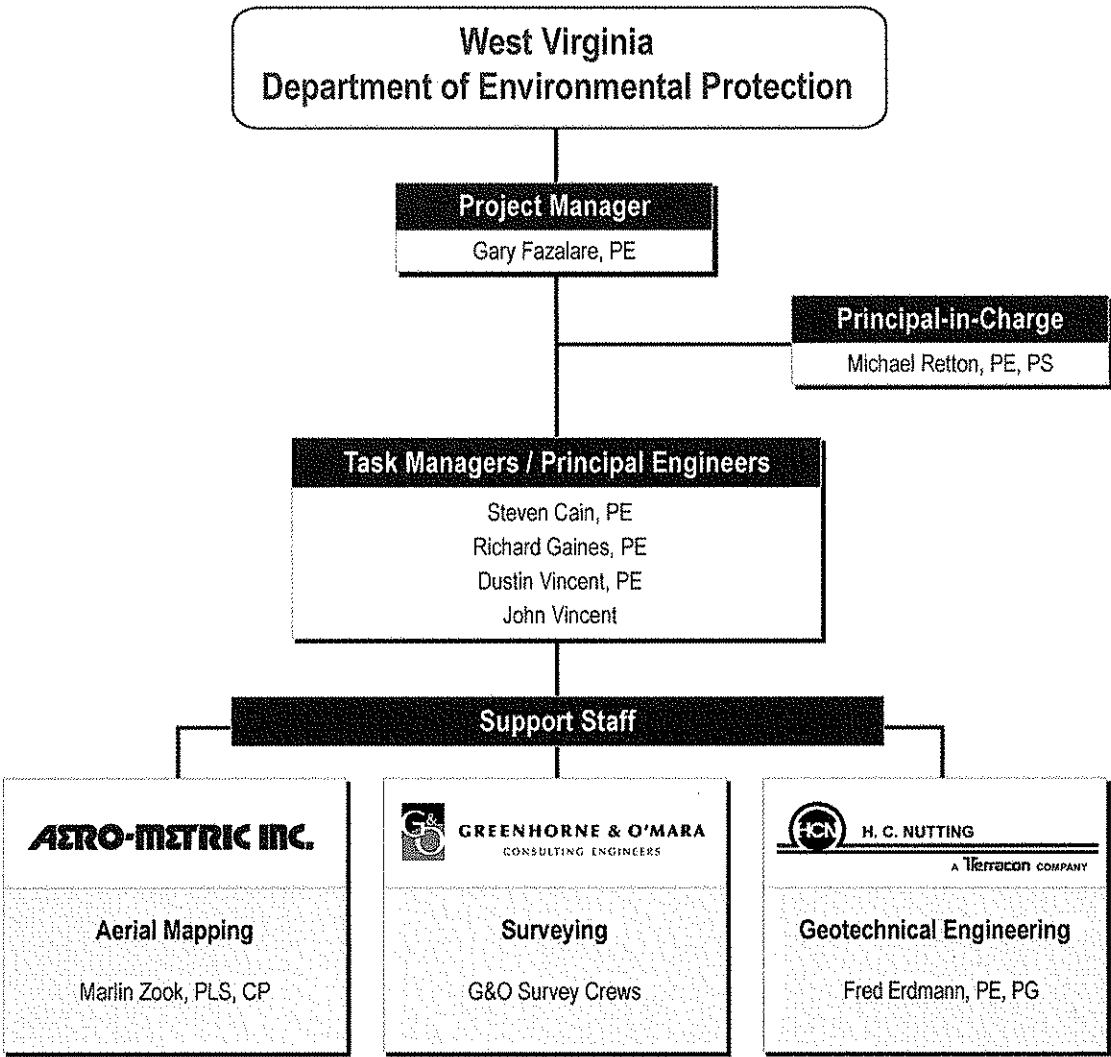 West Virginia
Department of Environmental Protection
Project Manager
Gary Fazalare, PE
Principal-in-Charge
Michael Retton, PE, PS
Task Managers / Principal Engineers
Steven Cain, PE
Richard Gaines, PE
Dustin Vincent, PE
John Vincent
Support Staff
AERO-METRIC INC.
Aerial Mapping
Marlin Zook, PLS, CP
G&O
GREENHORNE & O'MARA
CONSULTING ENGINEERS
Surveying
G&O Survey Crews
HCN
H. C. NUTTING
A Terracon COMPANY
Geotechnical Engineering
Fred Erdmann, PE, PG